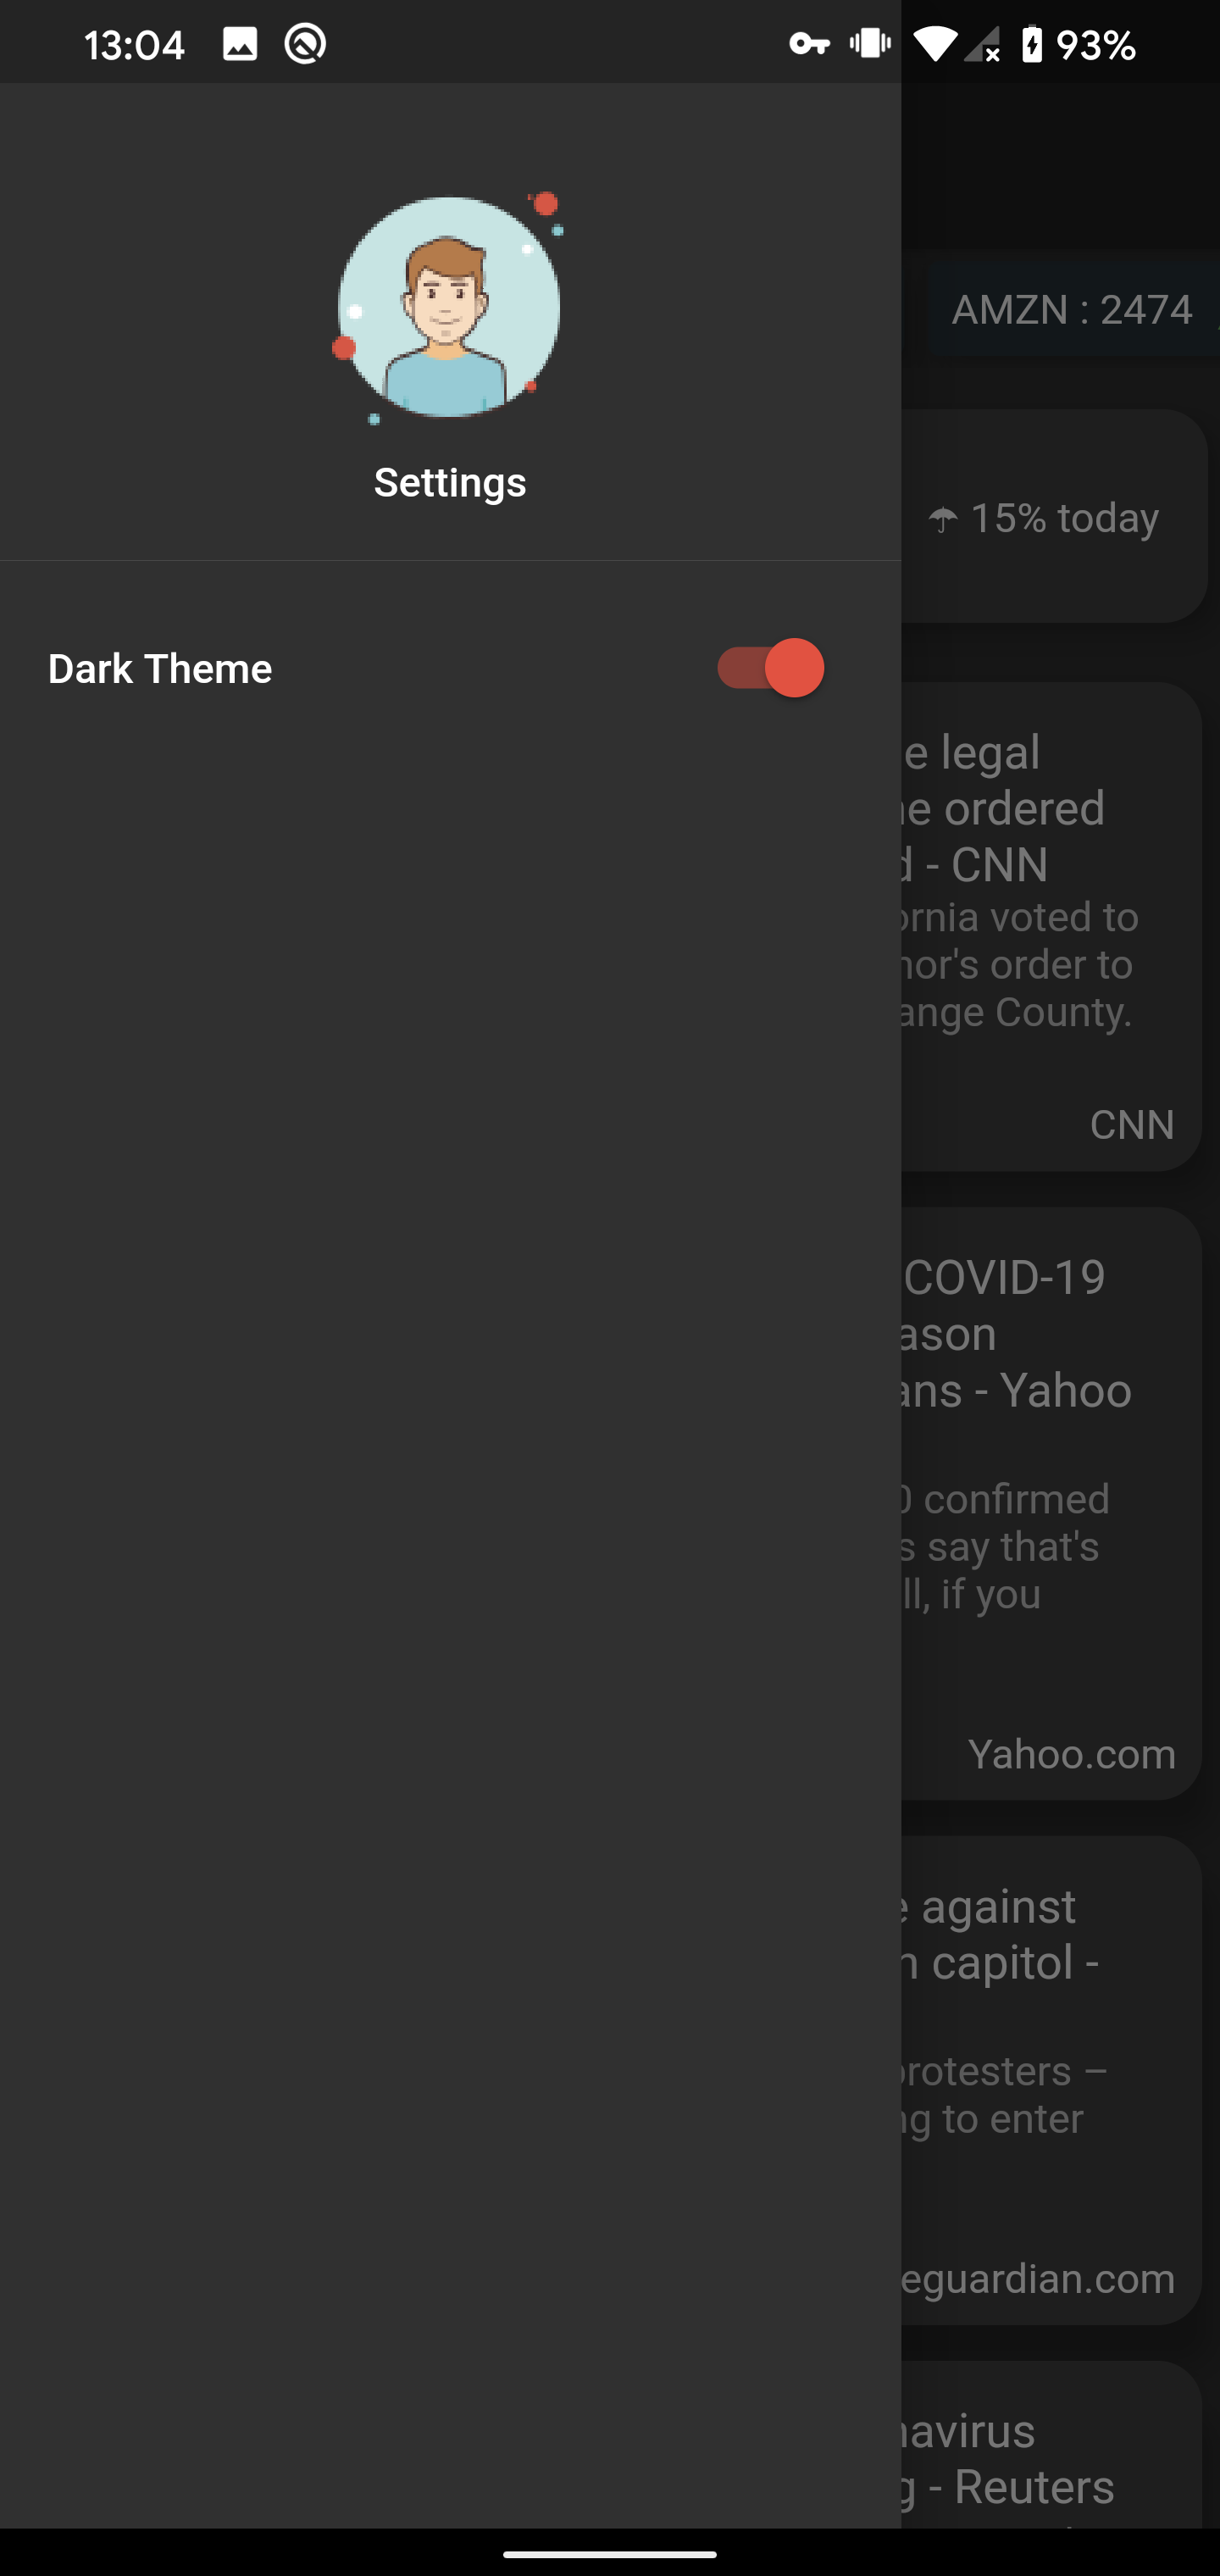 13:04
93%
Settings
Dark Theme
AMZN : 2474
15% today
e legal
e ordered
- CNN
ornia voted to
nor's order to
ange County.
CNN
COVID-19
ason
ans - Yahoo
confirmed
s say that's
ll, if you
Yahoo.com
e against
capitol -
protesters –
ng to enter
eguardian.com
navirus
g - Reuters